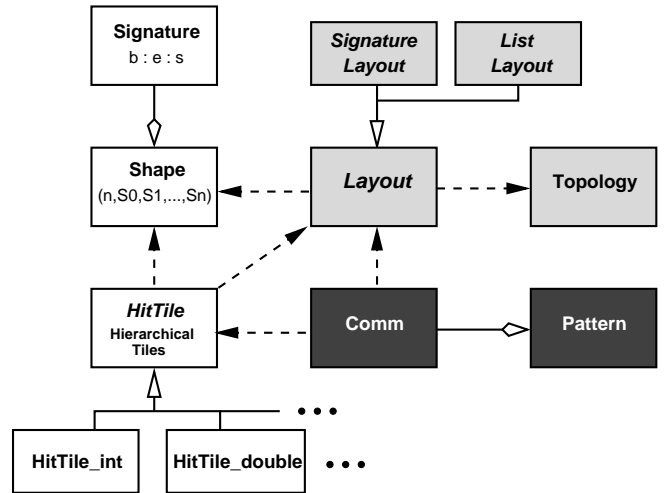 Signature
b : e : s
Signature
Layout
List
Layout
Shape
(n,S0,S1,...,Sn)
Layout
Topology
HitTile
Hierarchical
Tiles
Comm
Pattern
HitTile_int
HitTile_double